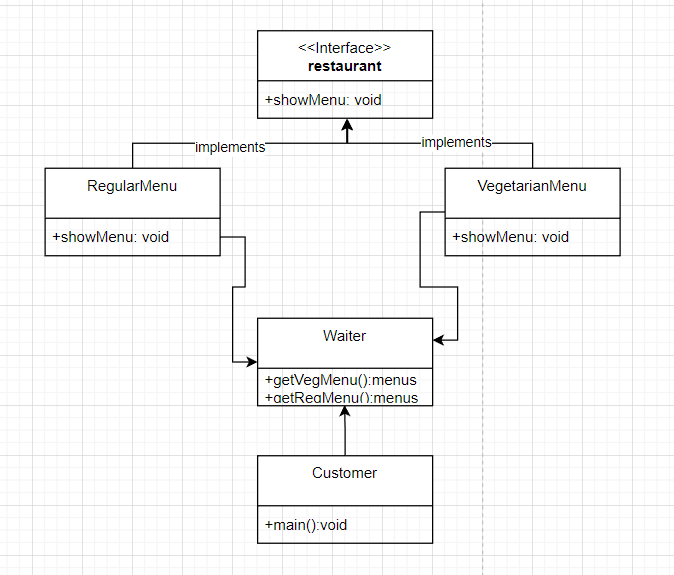 <<Interface>>
restaurant
+showMenu: void
implements
implements
RegularMenu
+showMenu: void
VegetarianMenu
+showMenu: void
Waiter
+getVegMenu():menus
+getRegMenu():menus
Customer
+main():void